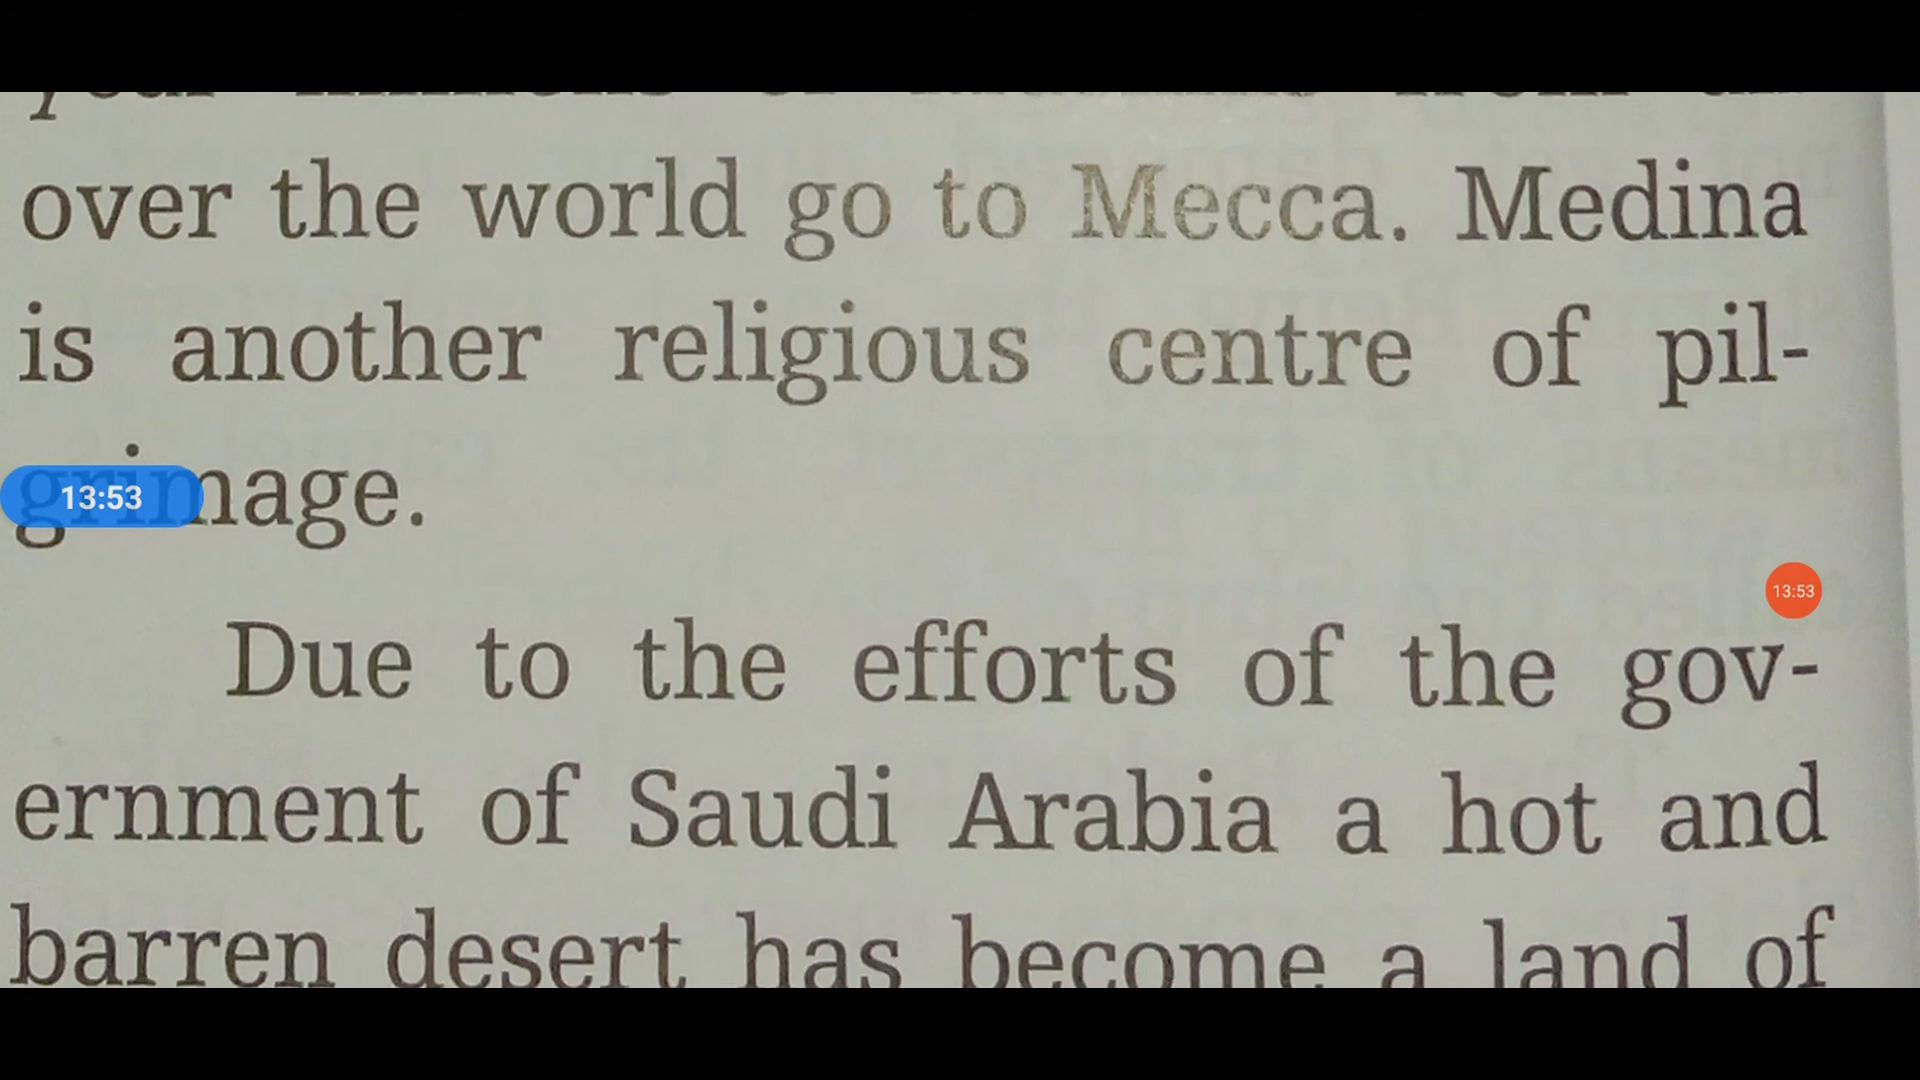 over the world go to Mecca. Medina
is another religious centre of pil-
grimage.
13:53
13:53
Due to the efforts of the gov-
ernment of Saudi Arabia a hot and
barren desert has become a land of